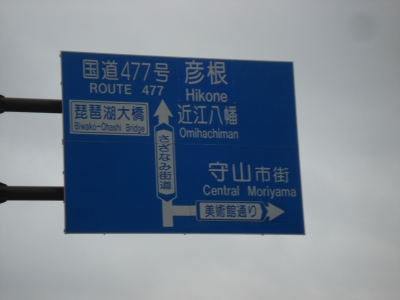 国道477号 彦根
ROUTE 477 Hikone
琵琶湖大橋 近江八幡
Biwako-Ohashi Bridge Omihachiman
さざなみ街道
守山市街
Central Moriyama
美術館通り